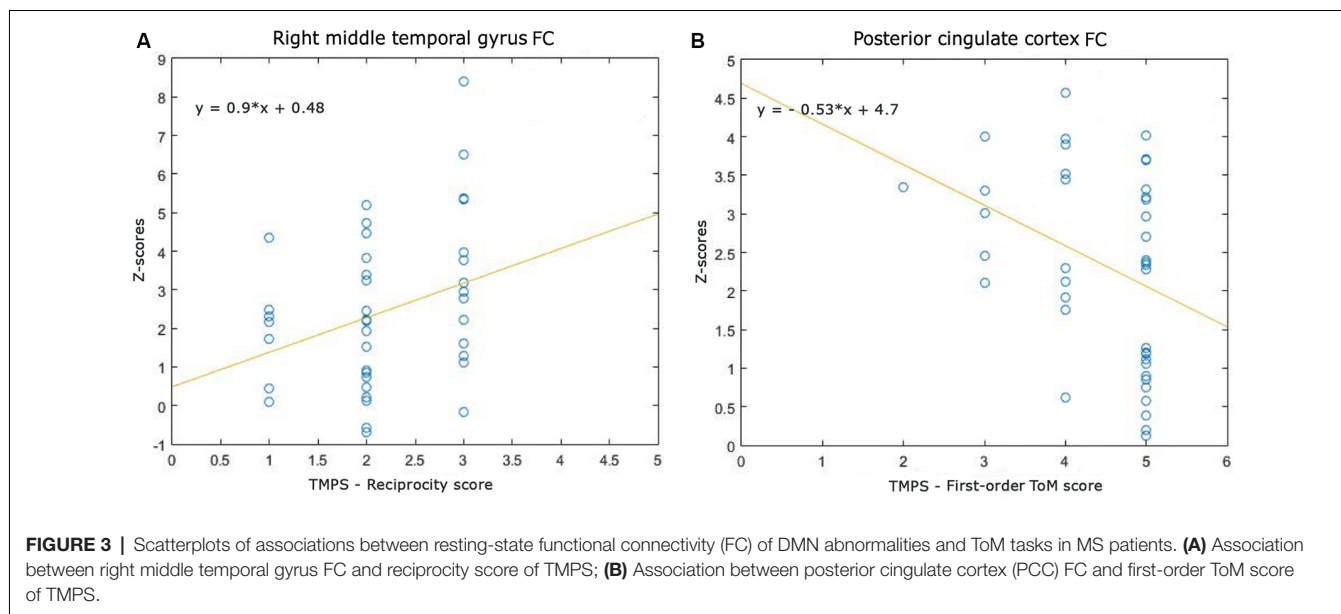 A
Right middle temporal gyrus FC
y = 0.9*x + 0.48
Z-scores
9
8
7
6
5
4
3
2
1
0
-1
0 0.5 1 1.5 2 2.5 3 3.5 4 4.5 5
TMPS - Reciprocity score
B
Posterior cingulate cortex FC
y = - 0.53*x + 4.7
Z-scores
5
4.5
4
3.5
3
2.5
2
1.5
1
0.5
0
0 1 2 3 4 5 6
TMPS - First-order ToM score
FIGURE 3 | Scatterplots of associations between resting-state functional connectivity (FC) of DMN abnormalities and ToM tasks in MS patients. (A) Association
between right middle temporal gyrus FC and reciprocity score of TMPS; (B) Association between posterior cingulate cortex (PCC) FC and first-order ToM score
of TMPS.